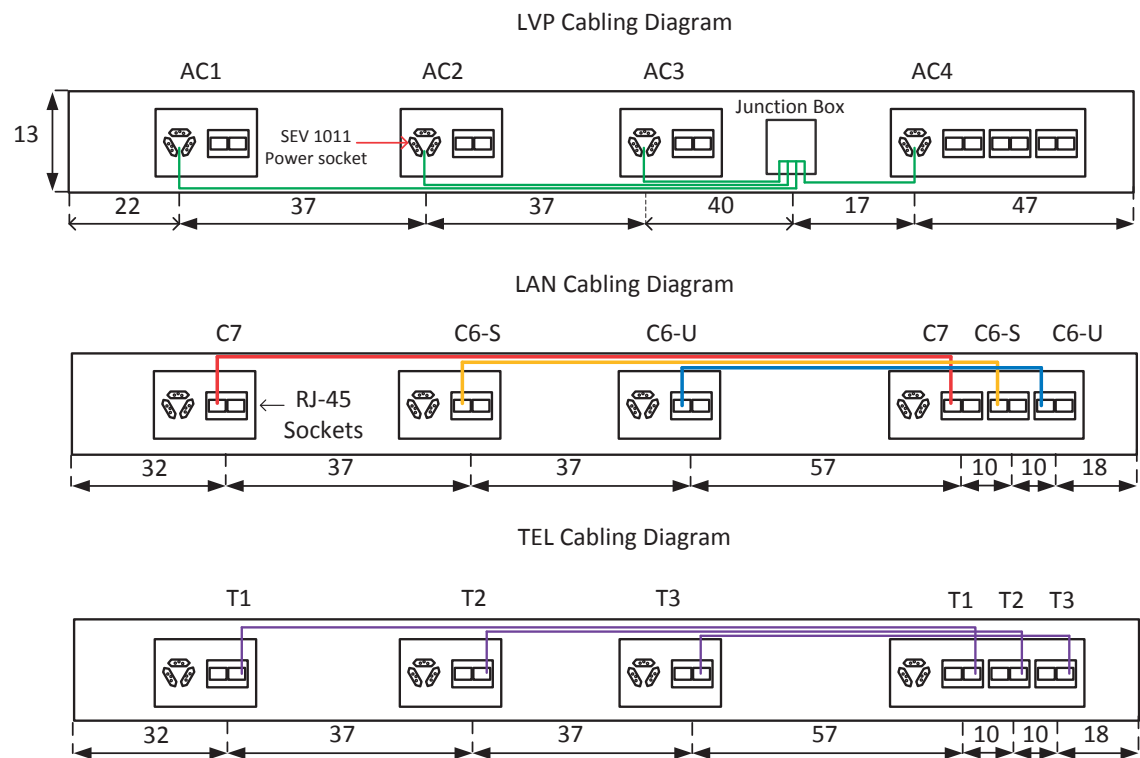 LVP Cabling Diagram
AC1 AC2 AC3 AC4
Junction Box
13
SEV 1011
Power socket
22 37 37 40 17 47
LAN Cabling Diagram
C7 C6-S C6-U C7 C6-S C6-U
RJ-45
Sockets
32 37 37 57 10 10 18
TEL Cabling Diagram
T1 T2 T3 T1 T2 T3
32 37 37 57 10 10 18